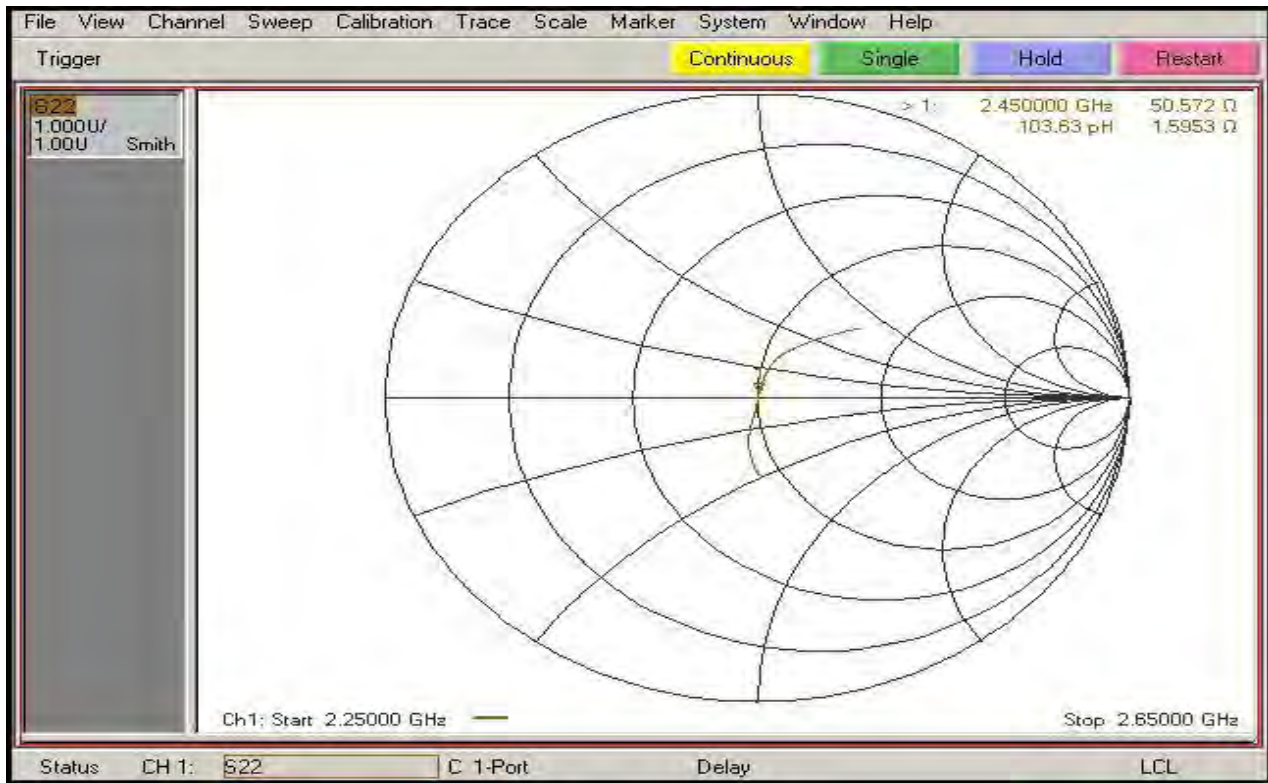 File View Channel Sweep Calibration Trace Scale Marker System Window Help
Trigger Continuous Single Hold Restart
S22
1.000U/
1.00U Smith
> 1: 2.450000 GHz 50.572 Ω
103.63 pH 1.5953 Ω
Ch1: Start 2.25000 GHz Stop 2.65000 GHz
Status CH 1: S22 C 1-Port Delay LCL